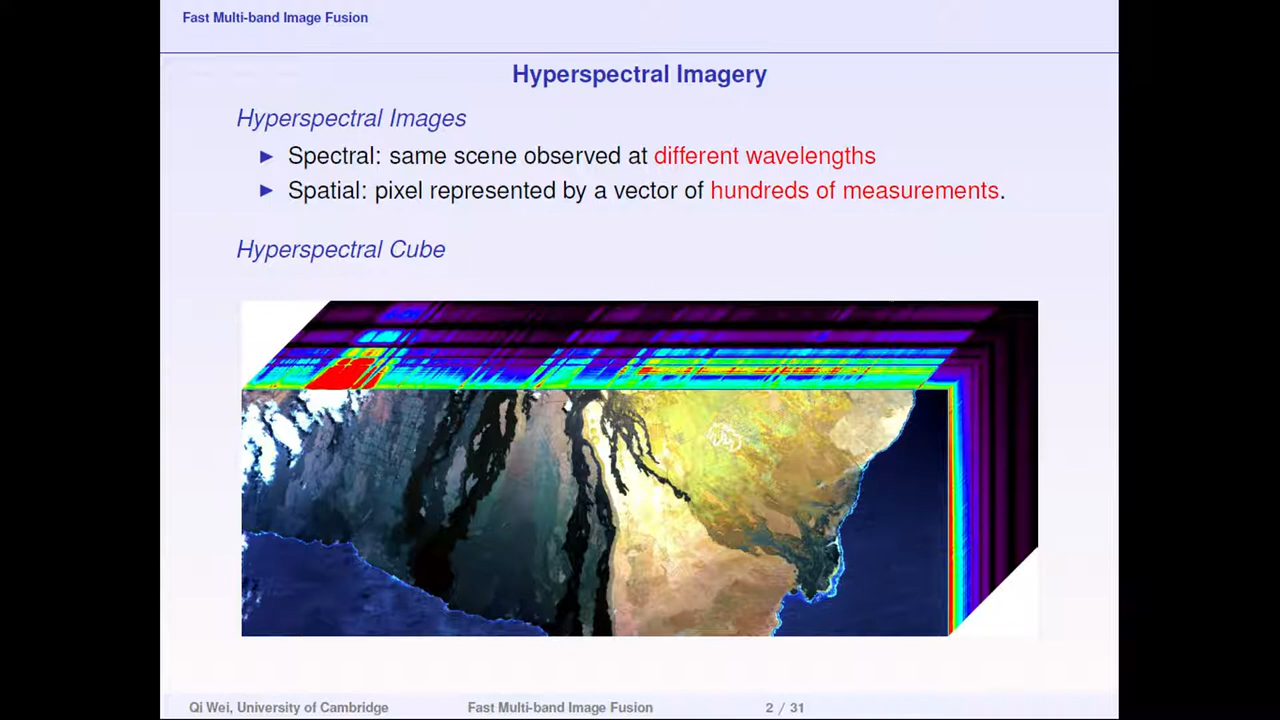 Fast Multi-band Image Fusion
Hyperspectral Imagery
Hyperspectral Images
▶ Spectral: same scene observed at different wavelengths
▶ Spatial: pixel represented by a vector of hundreds of measurements.
Hyperspectral Cube
Qi Wei, University of Cambridge Fast Multi-band Image Fusion 2 / 31